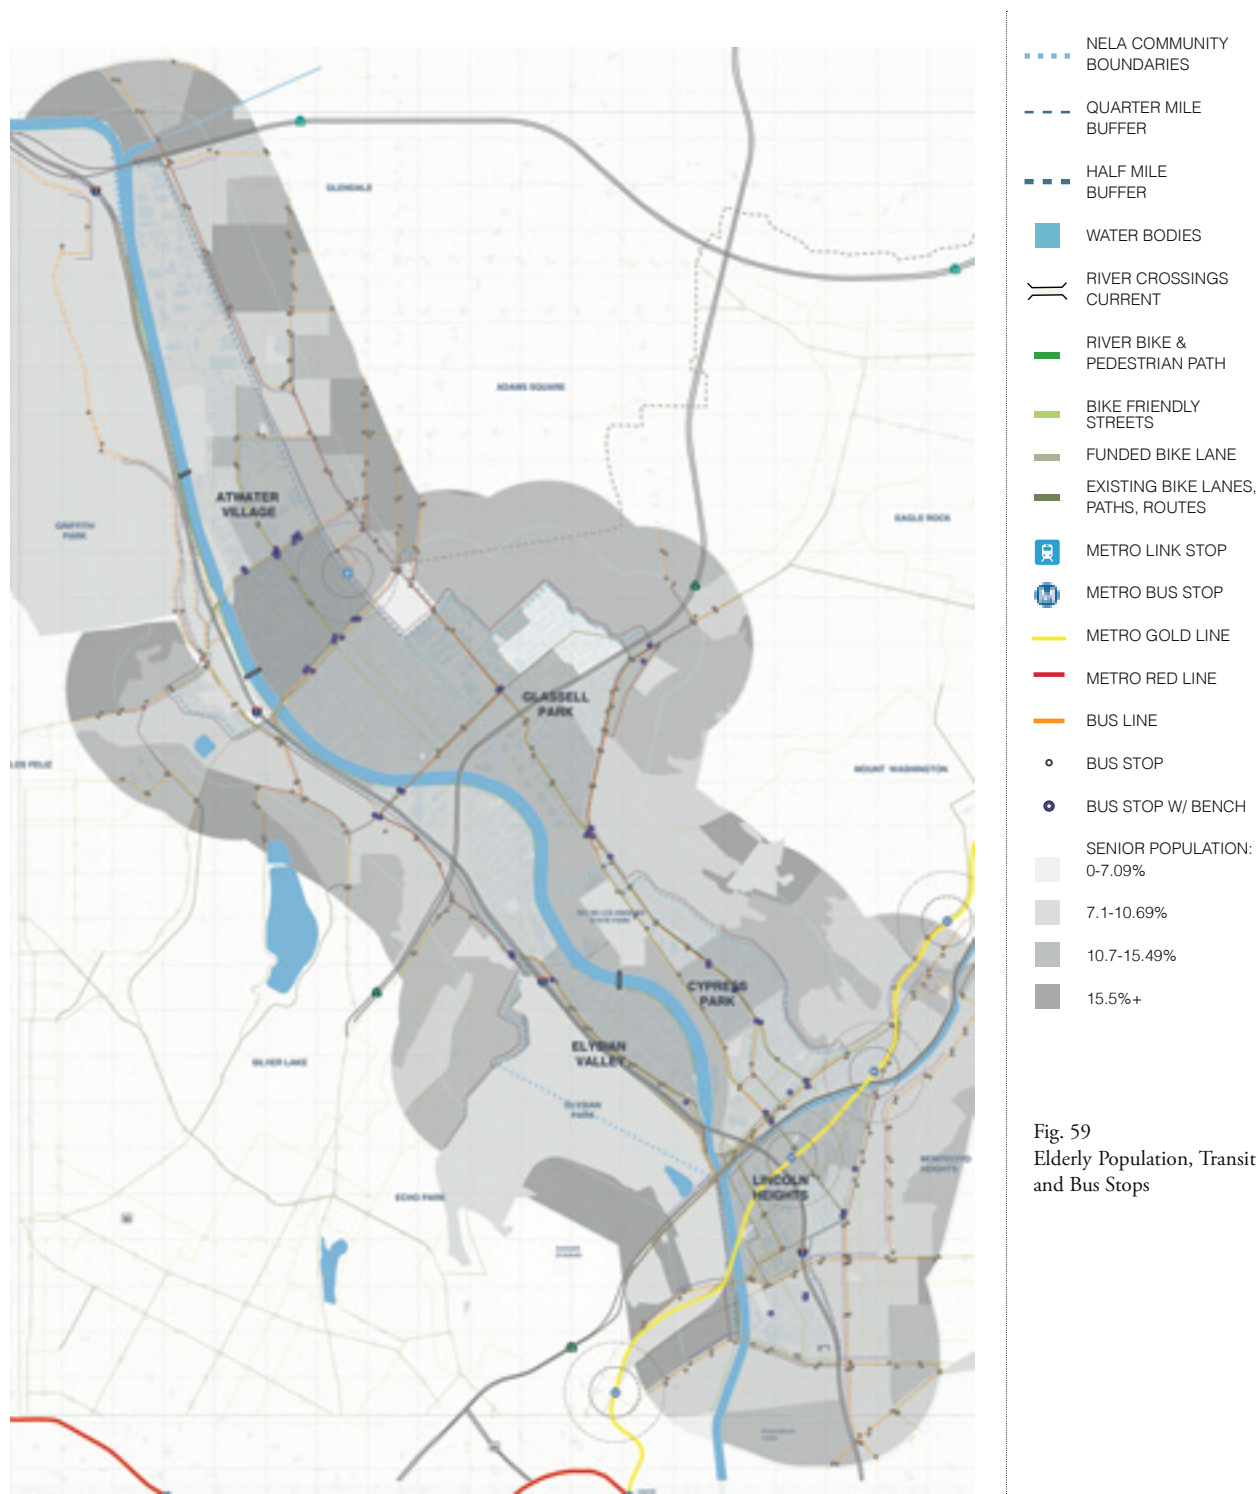 GLENDALE
ADAMS SQUARE
EAGLE ROCK
ATWATER
VILLAGE
GRIFFITH
PARK
GLASSELL
PARK
LOS FELIZ
MOUNT WASHINGTON
CYPRESS
PARK
ELYSIAN
VALLEY
SILVER LAKE
ELYSIAN
PARK
ECHO PARK
LINCOLN
HEIGHTS
MONTECITO
HEIGHTS
NELA COMMUNITY
BOUNDARIES
QUARTER MILE
BUFFER
HALF MILE
BUFFER
WATER BODIES
RIVER CROSSINGS
CURRENT
RIVER BIKE &
PEDESTRIAN PATH
BIKE FRIENDLY
STREETS
FUNDED BIKE LANE
EXISTING BIKE LANES,
PATHS, ROUTES
METRO LINK STOP
METRO BUS STOP
METRO GOLD LINE
METRO RED LINE
BUS LINE
BUS STOP
BUS STOP W/ BENCH
SENIOR POPULATION:
0-7.09%
7.1-10.69%
10.7-15.49%
15.5%+
Fig. 59
Elderly Population, Transit
and Bus Stops